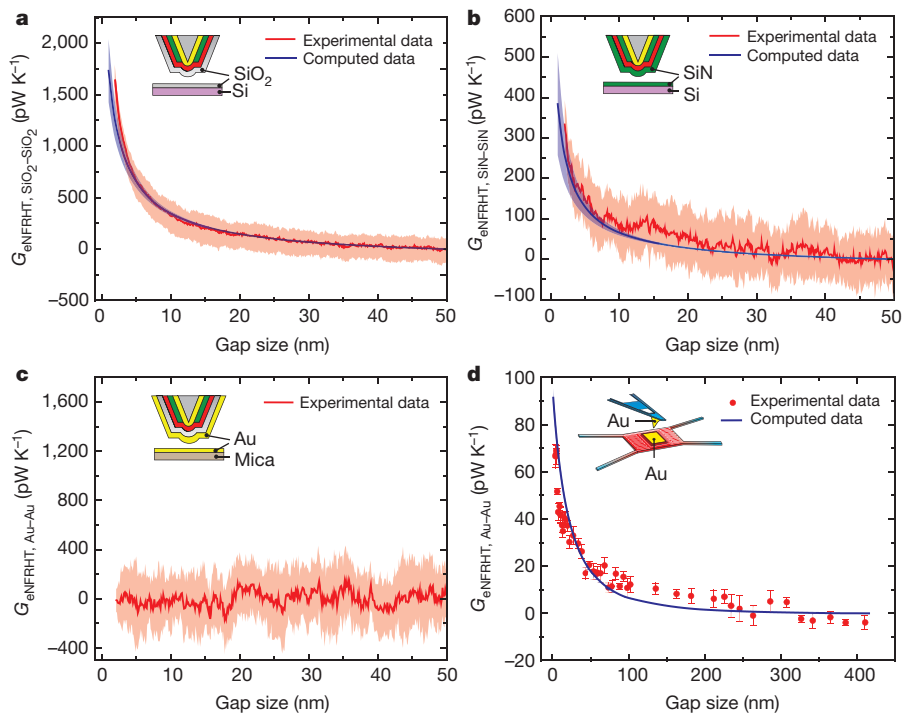 a
2,000
1,500
1,000
500
0
−500
0
10
20
30
40
50
G eNFRHT, SiO2–SiO2 (pW K−1)
Gap size (nm)
Experimental data
Computed data
SiO2
Si
b
600
500
400
300
200
100
0
−100
0
10
20
30
40
50
G eNFRHT, SiN–SiN (pW K−1)
Gap size (nm)
Experimental data
Computed data
SiN
Si
c
1,600
1,200
800
400
0
−400
0
10
20
30
40
50
G eNFRHT, Au–Au (pW K−1)
Gap size (nm)
Experimental data
Au
Mica
d
100
80
60
40
20
0
−20
0
100
200
300
400
G eNFRHT, Au–Au (pW K−1)
Gap size (nm)
Experimental data
Computed data
Au
Au